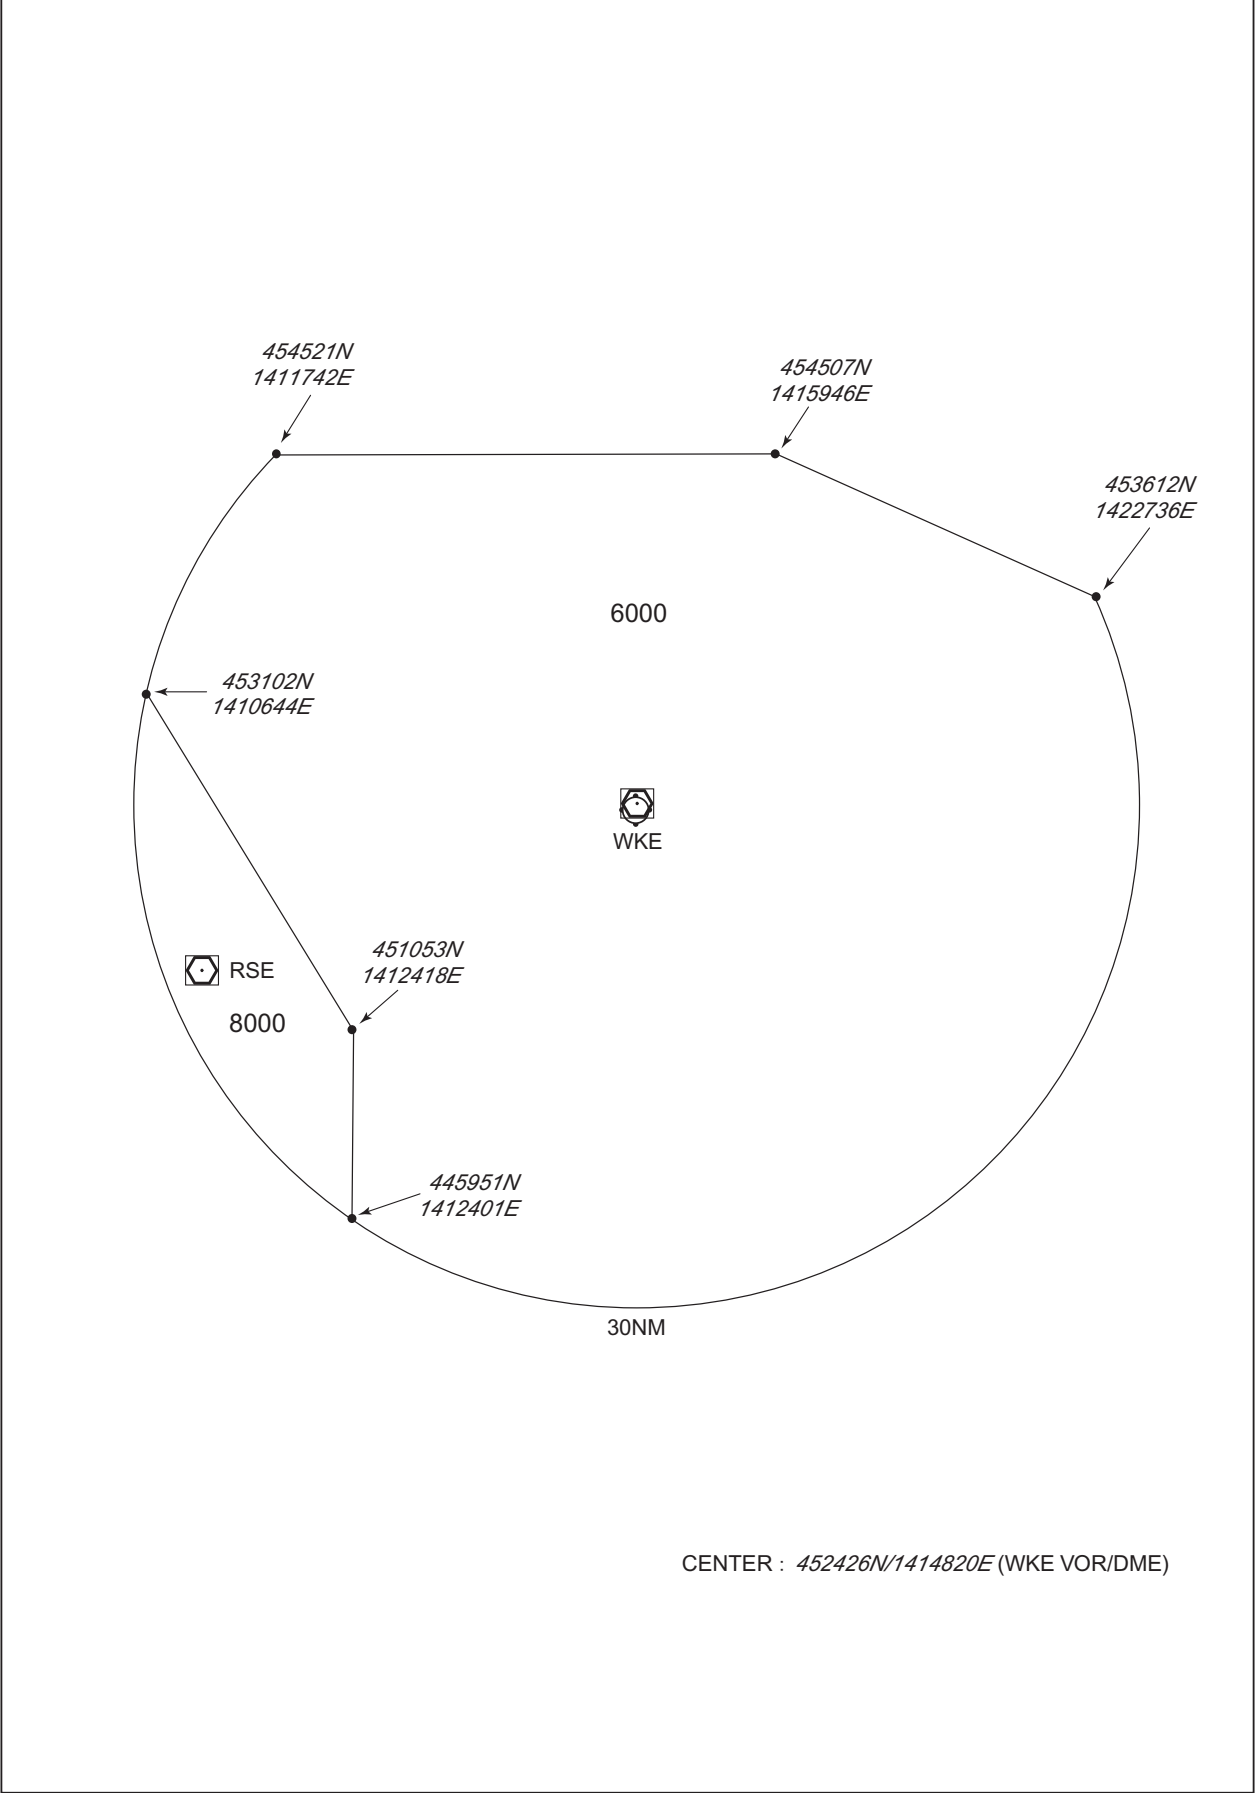 454521N
1411742E
454507N
1415946E
453612N
1422736E
6000
453102N
1410644E
WKE
451053N
1412418E
RSE
8000
445951N
1412401E
30NM
CENTER : 452426N/1414820E (WKE VOR/DME)